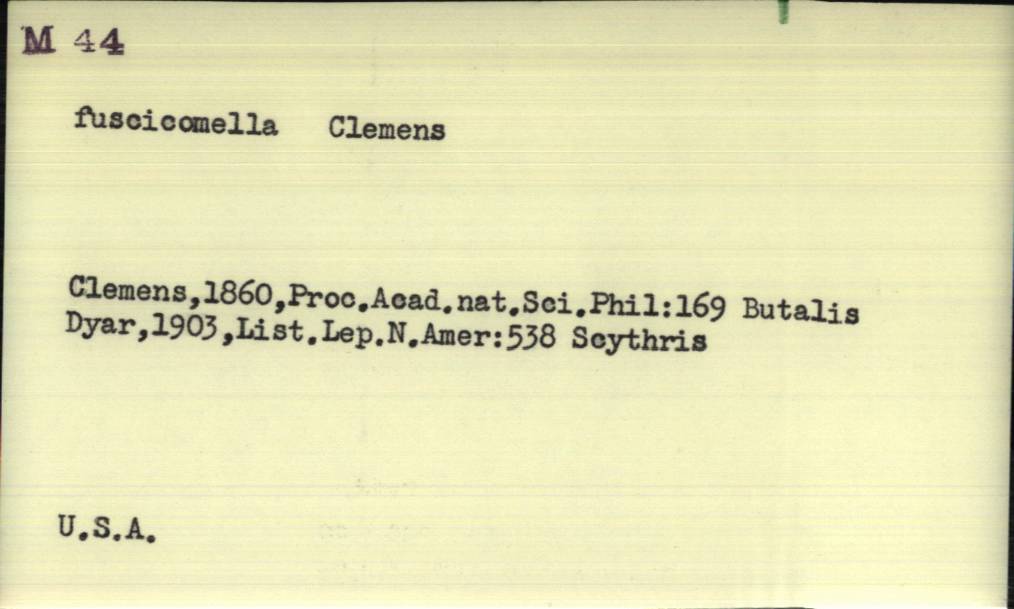 M 44
fuscicomella Clemens
Clemens,1860,Proc.Acad.nat.Sci.Phil:169 Butalis
Dyar,1903,List.Lep.N.Amer:538 Scythris
U.S.A.